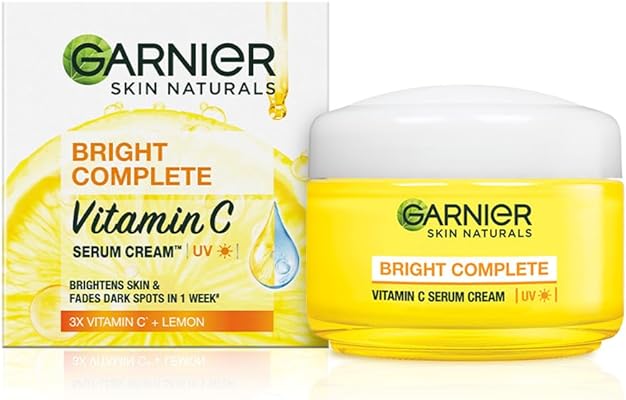 GARNIER
SKIN NATURALS
BRIGHT
COMPLETE
Vitamin C
SERUM CREAM™ | UV |
BRIGHTENS SKIN &
FADES DARK SPOTS IN 1 WEEK#
3X VITAMIN C* + LEMON
GARNIER
SKIN NATURALS
BRIGHT COMPLETE
VITAMIN C SERUM CREAM | UV |